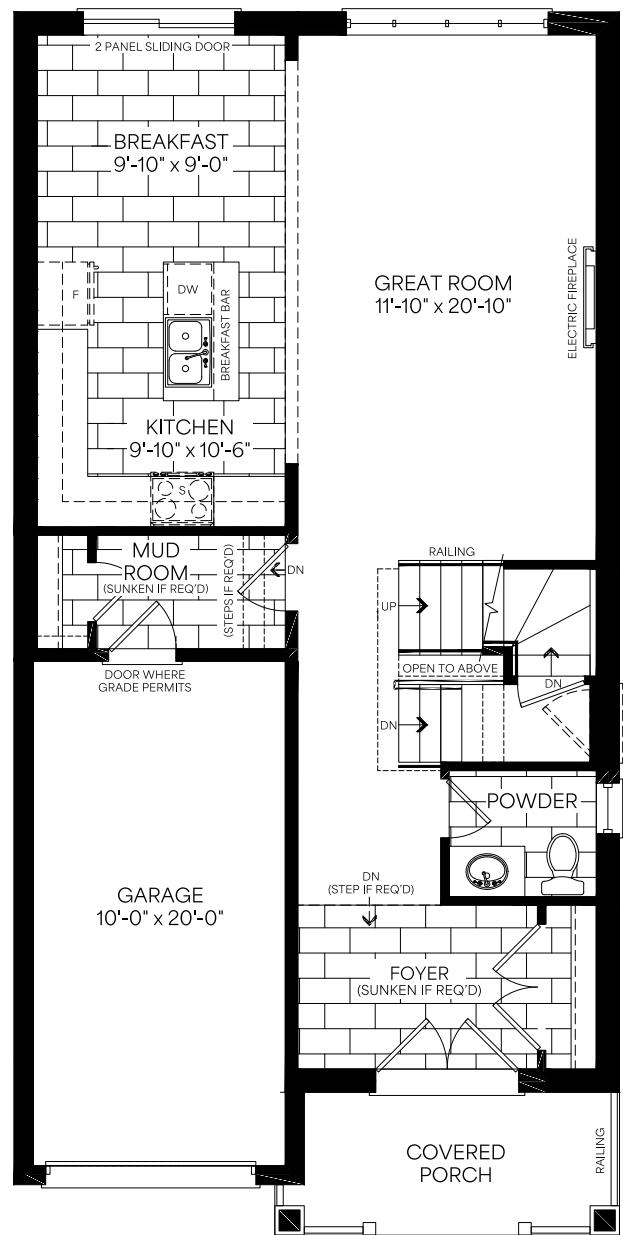 2 PANEL SLIDING DOOR
BREAKFAST
9'-10" x 9'-0"
GREAT ROOM
11'-10" x 20'-10"
ELECTRIC FIREPLACE
F
DW
BREAKFAST BAR
KITCHEN
9'-10" x 10'-6"
S
MUD
ROOM
(SUNKEN IF REQ'D)
(STEPS IF REQ'D)
DN
RAILING
UP
OPEN TO ABOVE
DN
DN
DOOR WHERE
GRADE PERMITS
POWDER
GARAGE
10'-0" x 20'-0"
DN
(STEP IF REQ'D)
FOYER
(SUNKEN IF REQ'D)
COVERED
PORCH
RAILING